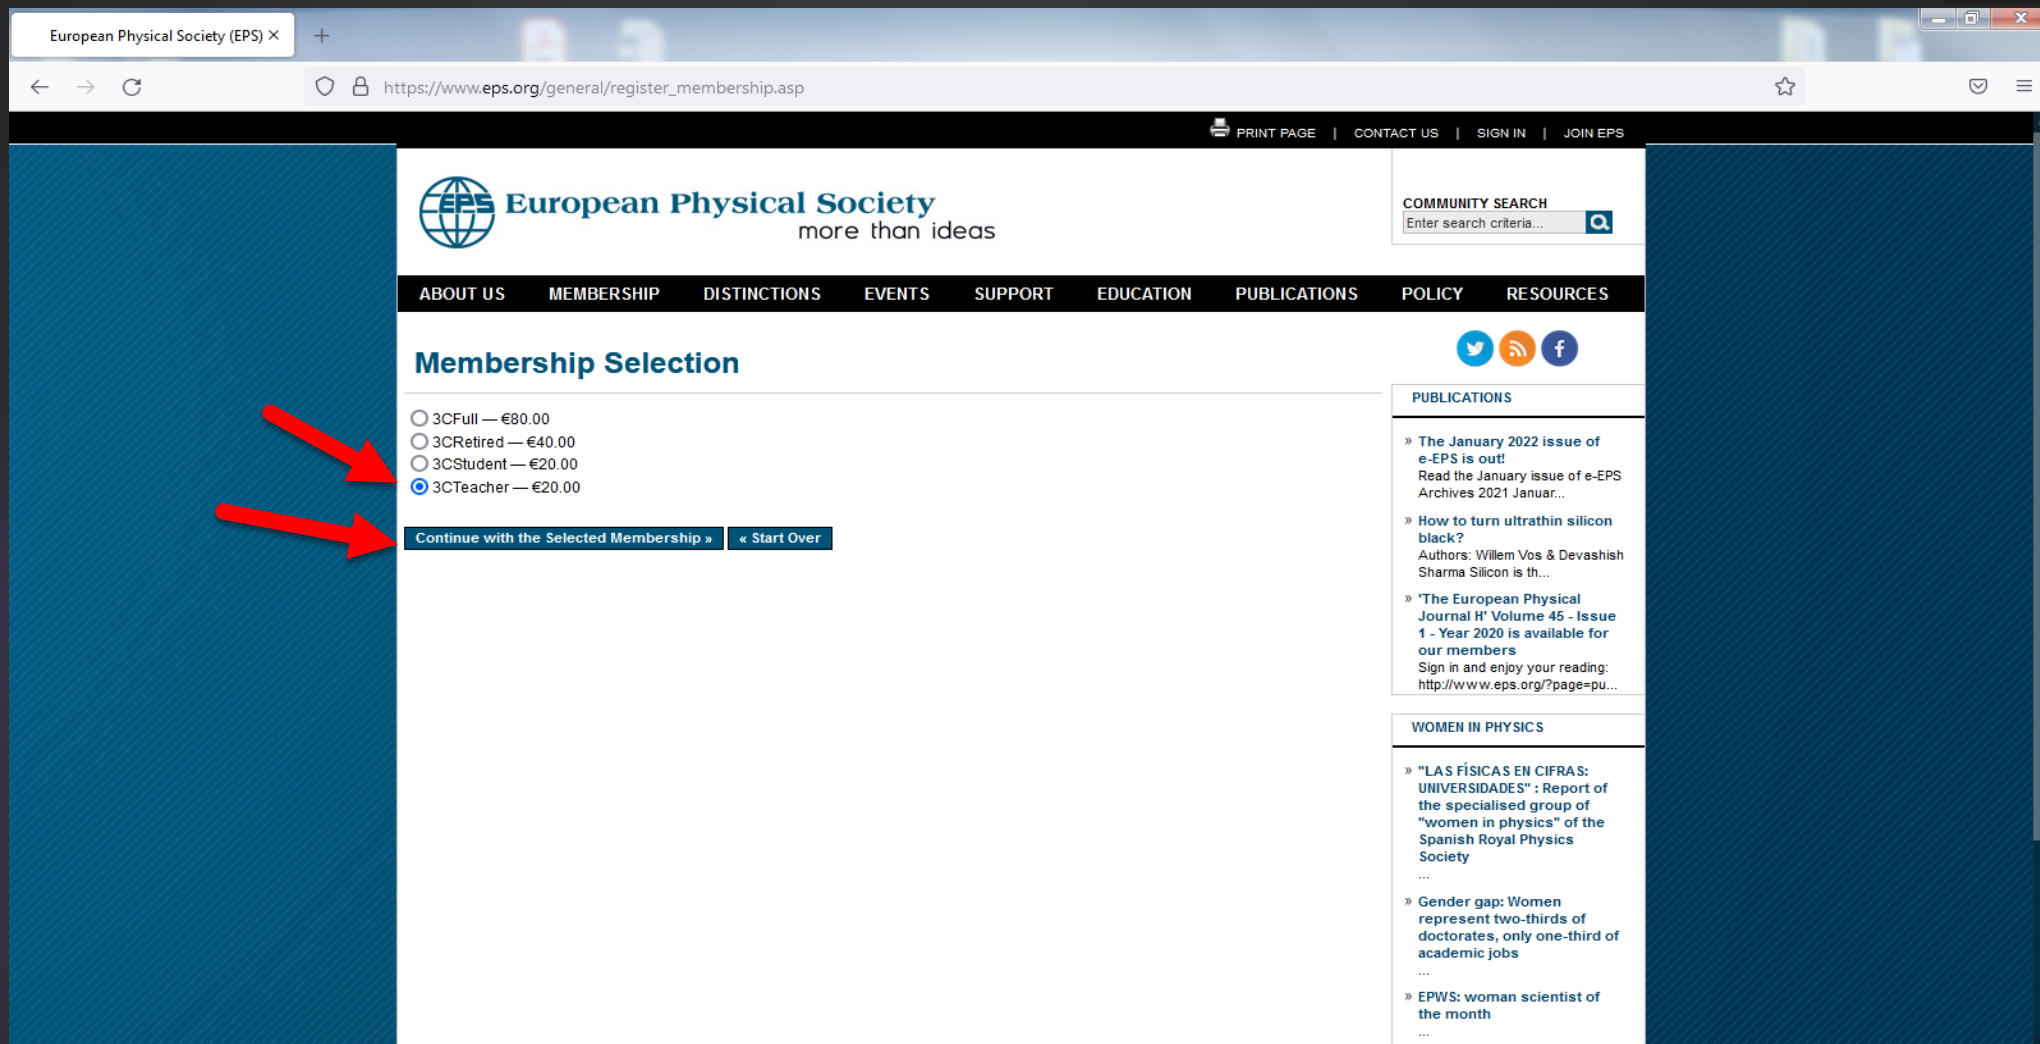 European Physical Society (EPS)
https://www.eps.org/general/register_membership.asp
PRINT PAGE | CONTACT US | SIGN IN | JOIN EPS
EPS European Physical Society
more than ideas
COMMUNITY SEARCH
Enter search criteria...
ABOUT US MEMBERSHIP DISTINCTIONS EVENTS SUPPORT EDUCATION PUBLICATIONS POLICY RESOURCES
Membership Selection
3CFull — €80.00
3CRetired — €40.00
3CStudent — €20.00
3CTeacher — €20.00
Continue with the Selected Membership » « Start Over
PUBLICATIONS
» The January 2022 issue of
e-EPS is out!
Read the January issue of e-EPS
Archives 2021 Januar...
» How to turn ultrathin silicon
black?
Authors: Willem Vos & Devashish
Sharma Silicon is th...
» 'The European Physical
Journal H' Volume 45 - Issue
1 - Year 2020 is available for
our members
Sign in and enjoy your reading:
http://www.eps.org/?page=pu...
WOMEN IN PHYSICS
» "LAS FÍSICAS EN CIFRAS:
UNIVERSIDADES" : Report of
the specialised group of
"women in physics" of the
Spanish Royal Physics
Society
...
» Gender gap: Women
represent two-thirds of
doctorates, only one-third of
academic jobs
...
» EPWS: woman scientist of
the month
...